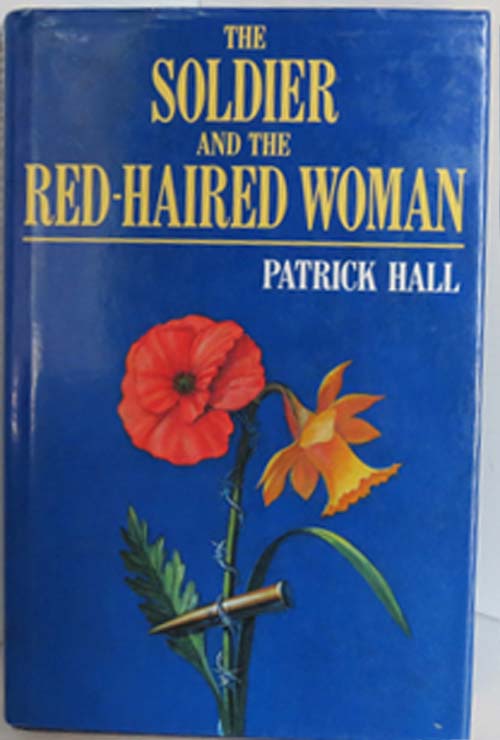 THE
SOLDIER
AND THE
RED-HAIRED WOMAN
PATRICK HALL